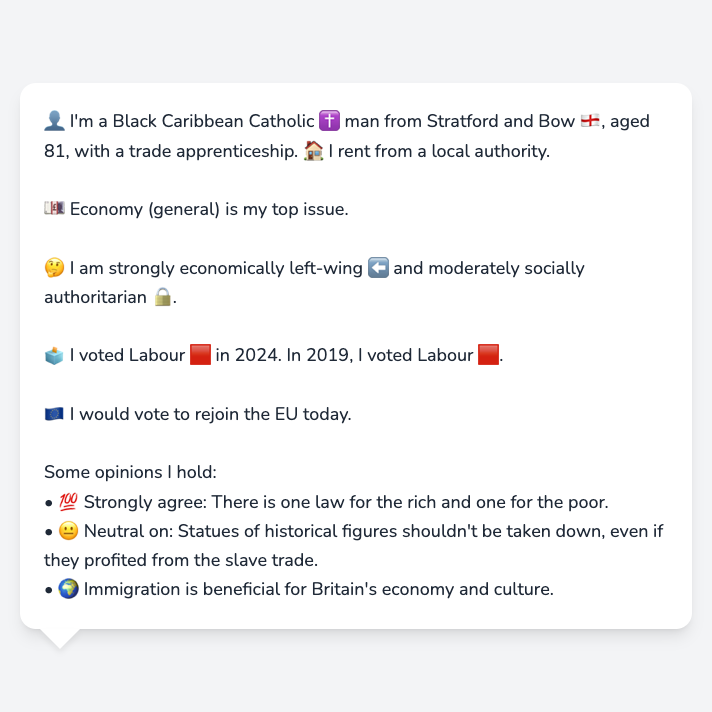 👤 I'm a Black Caribbean Catholic ✝️ man from Stratford and Bow 🏴󠁧󠁢󠁥󠁮󠁧󠁿, aged
81, with a trade apprenticeship. 🏠 I rent from a local authority.
💷 Economy (general) is my top issue.
🤔 I am strongly economically left-wing ⬅️ and moderately socially
authoritarian 🔒.
🗳️ I voted Labour 🟥 in 2024. In 2019, I voted Labour 🟥.
🇪🇺 I would vote to rejoin the EU today.
Some opinions I hold:
• 💯 Strongly agree: There is one law for the rich and one for the poor.
• 😐 Neutral on: Statues of historical figures shouldn't be taken down, even if
they profited from the slave trade.
• 🌍 Immigration is beneficial for Britain's economy and culture.